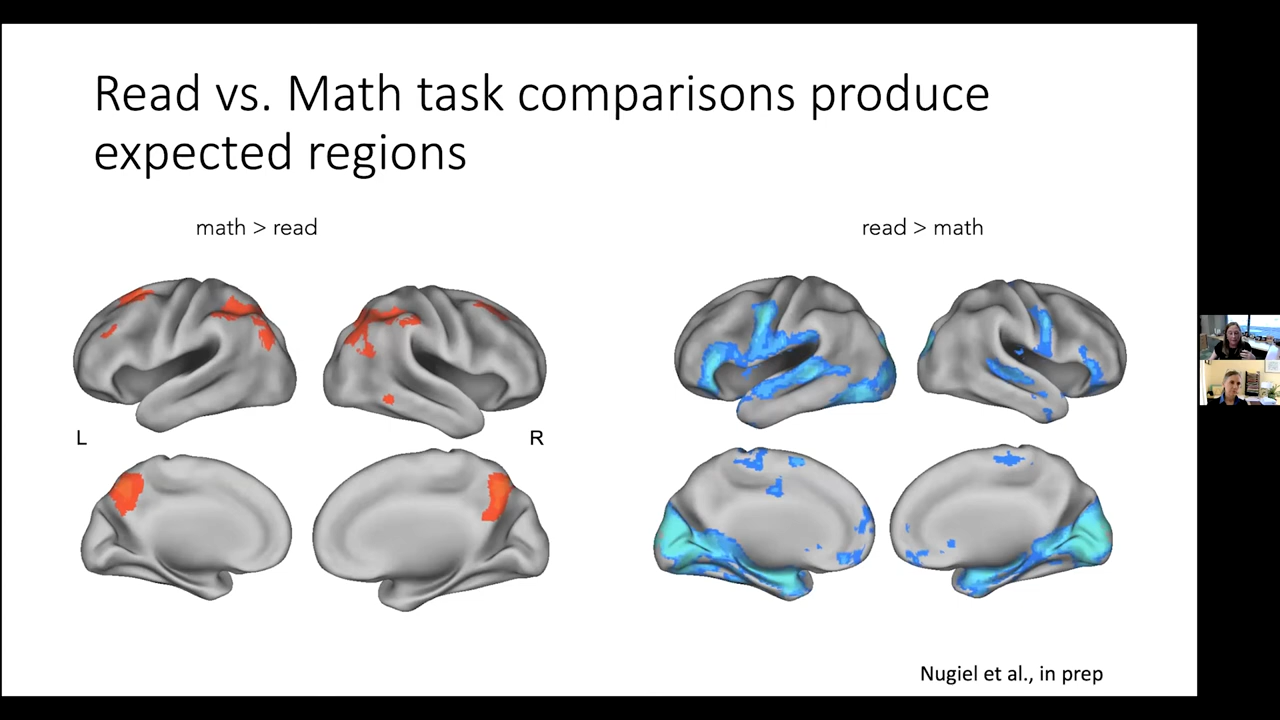 Read vs. Math task comparisons produce
expected regions
math > read
read > math
L
R
Nugiel et al., in prep